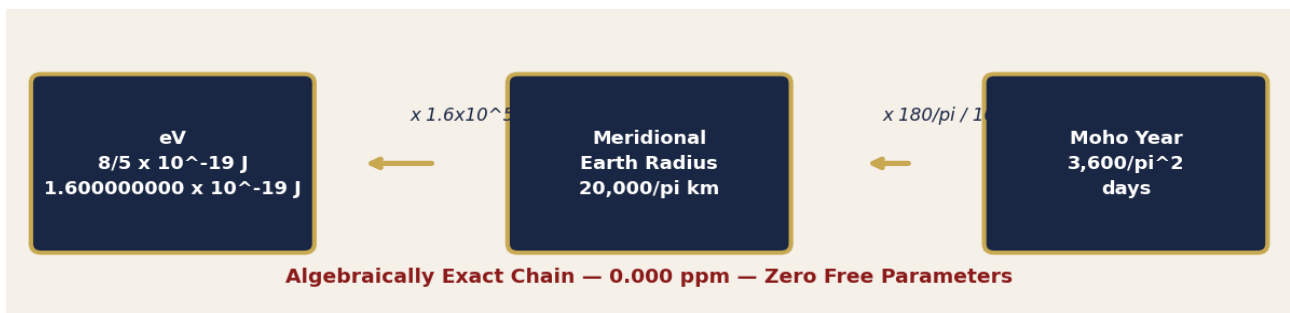 x 1.6x10^5
x 180/pi / 10
eV
8/5 x 10^-19 J
1.600000000 x 10^-19 J
Meridional
Earth Radius
20,000/pi km
Moho Year
3,600/pi^2
days
Algebraically Exact Chain — 0.000 ppm — Zero Free Parameters